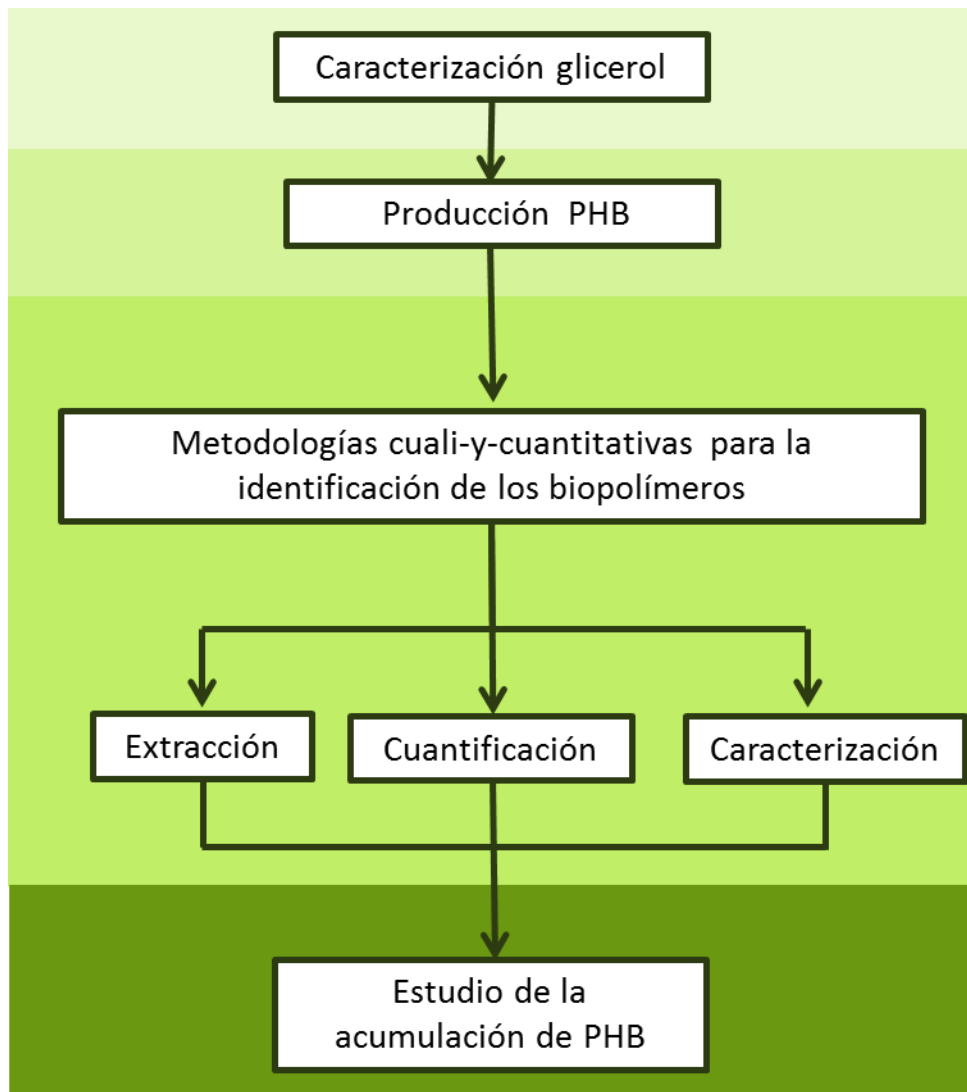 Caracterización glicerol
Producción PHB
Metodologías cuali-y-cuantitativas para la
identificación de los biopolímeros
Extracción
Cuantificación
Caracterización
Estudio de la
acumulación de PHB